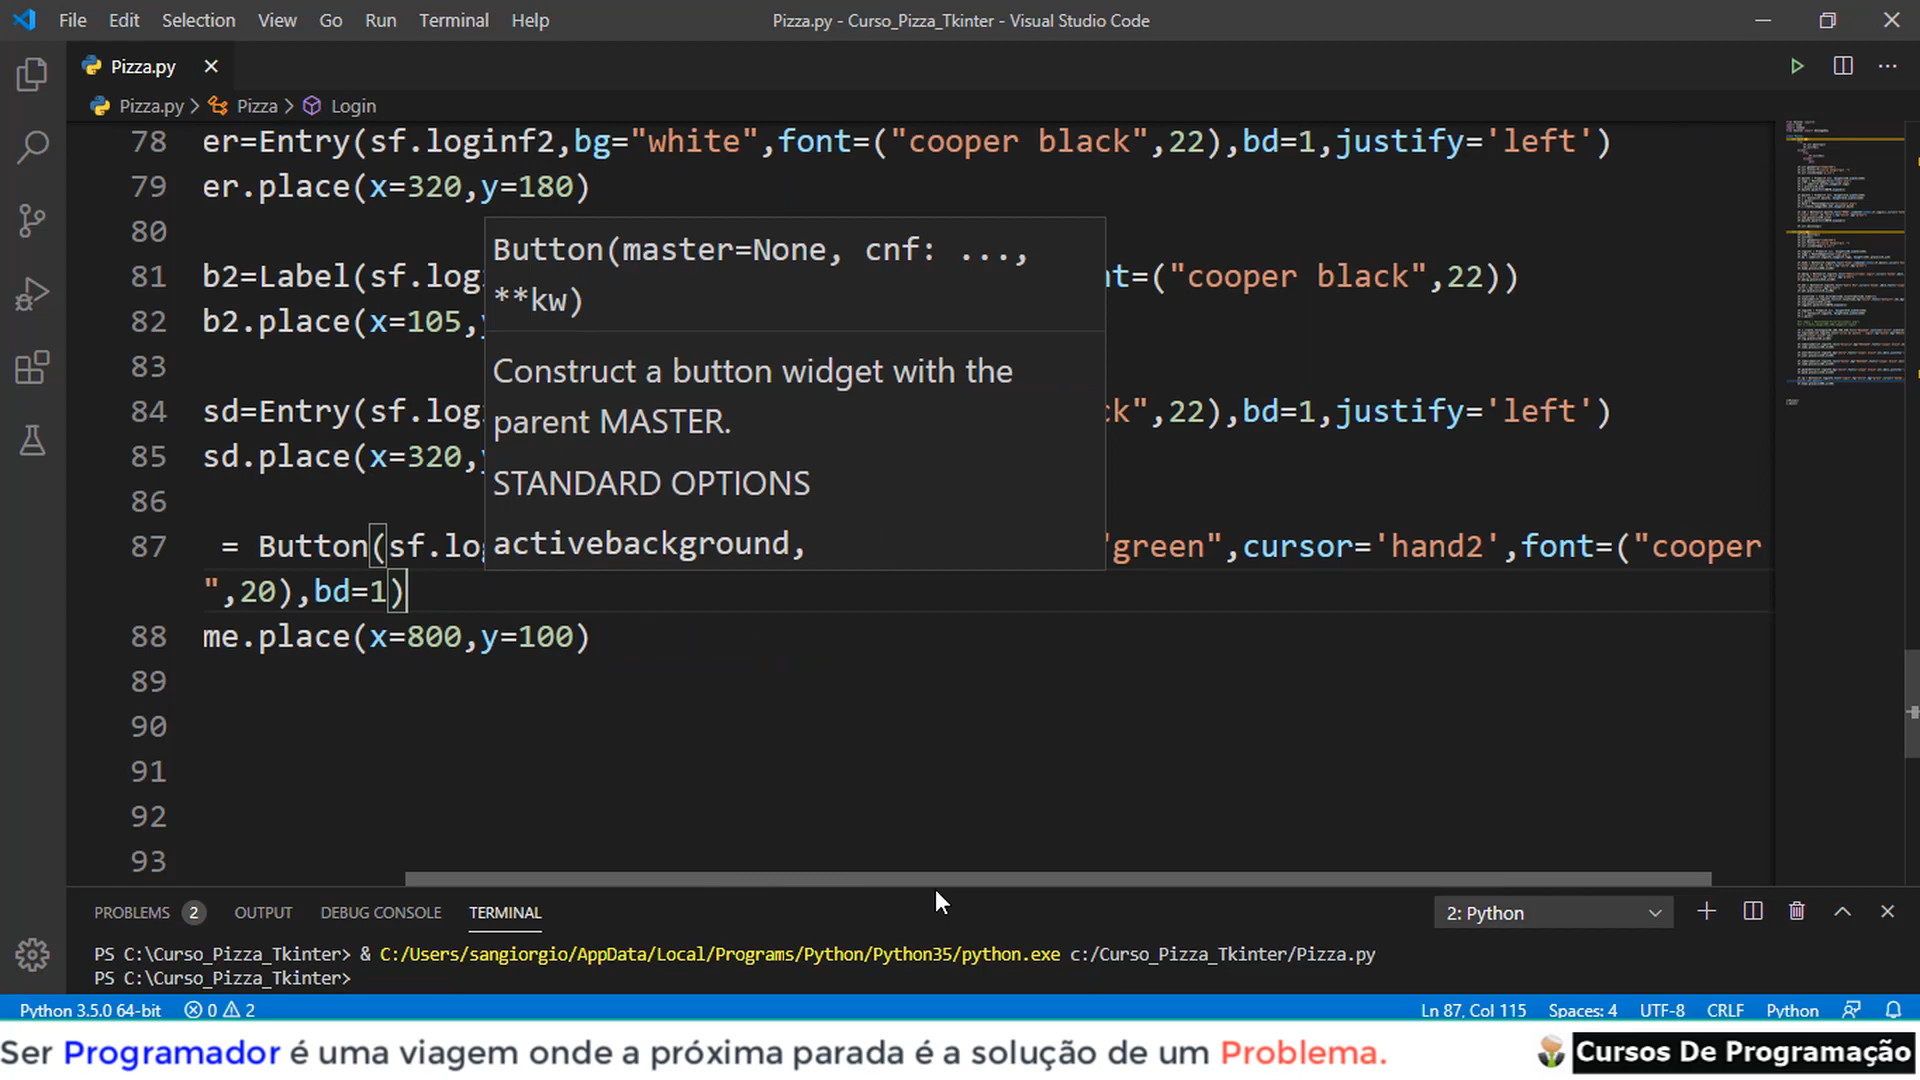 File Edit Selection View Go Run Terminal Help Pizza.py - Curso_Pizza_Tkinter - Visual Studio Code
Pizza.py
Pizza.py > Pizza > Login
78 er=Entry(sf.loginf2,bg="white",font=("cooper black",22),bd=1,justify='left')
79 er.place(x=320,y=180)
80
81 b2=Label(sf.logi nt=("cooper black",22))
82 b2.place(x=105,y
83
84 sd=Entry(sf.logi ck",22),bd=1,justify='left')
85 sd.place(x=320,y
86
87 = Button(sf.log "green",cursor='hand2',font=("cooper
",20),bd=1)
88 me.place(x=800,y=100)
89
90
91
92
93
Button(master=None, cnf: ...,
**kw)
Construct a button widget with the
parent MASTER.
STANDARD OPTIONS
activebackground,
PROBLEMS 2 OUTPUT DEBUG CONSOLE TERMINAL 2: Python
PS C:\Curso_Pizza_Tkinter> & C:/Users/sangiorgio/AppData/Local/Programs/Python/Python35/python.exe c:/Curso_Pizza_Tkinter/Pizza.py
PS C:\Curso_Pizza_Tkinter>
Python 3.5.0 64-bit 0 2 Ln 87, Col 115 Spaces: 4 UTF-8 CRLF Python
Ser Programador é uma viagem onde a próxima parada é a solução de um Problema. Cursos De Programação